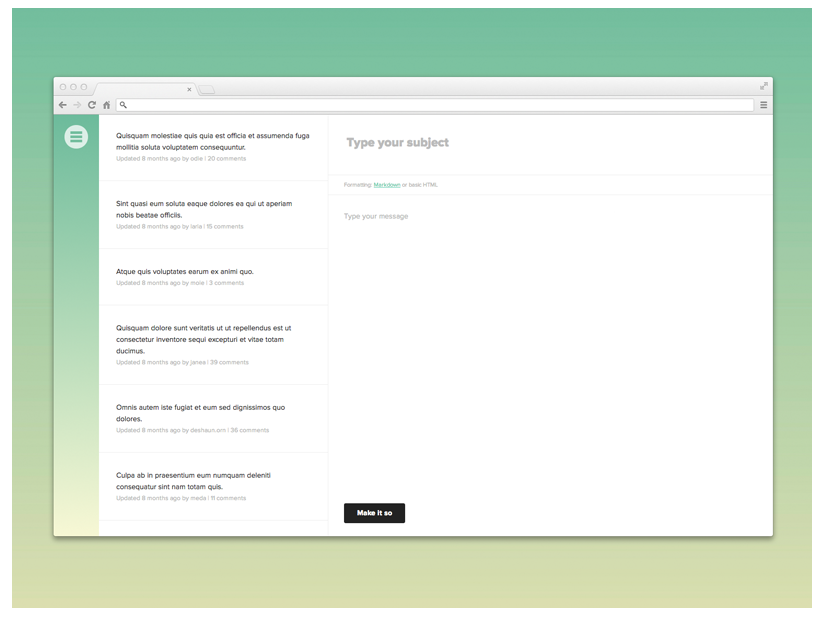 Quisquam molestiae quis quia est officia et assumenda fuga
mollitia soluta voluptatem consequuntur.
Updated 8 months ago by odie | 20 comments
Sint quasi eum soluta eaque dolores ea qui ut aperiam
nobis beatae officiis.
Updated 8 months ago by laria | 15 comments
Atque quis voluptates earum ex animi quo.
Updated 8 months ago by moie | 3 comments
Quisquam dolore sunt veritatis ut ut repellendus est ut
consectetur inventore sequi excepturi et vitae totam
ducimus.
Updated 8 months ago by janea | 39 comments
Omnis autem iste fugiat et eum sed dignissimos quo
dolores.
Updated 8 months ago by deshaun.orn | 36 comments
Culpa ab in praesentium eum numquam deleniti
consequatur sint nam totam quis.
Updated 8 months ago by meda | 11 comments
Type your subject
Formatting: Markdown or basic HTML
Type your message
Make it so